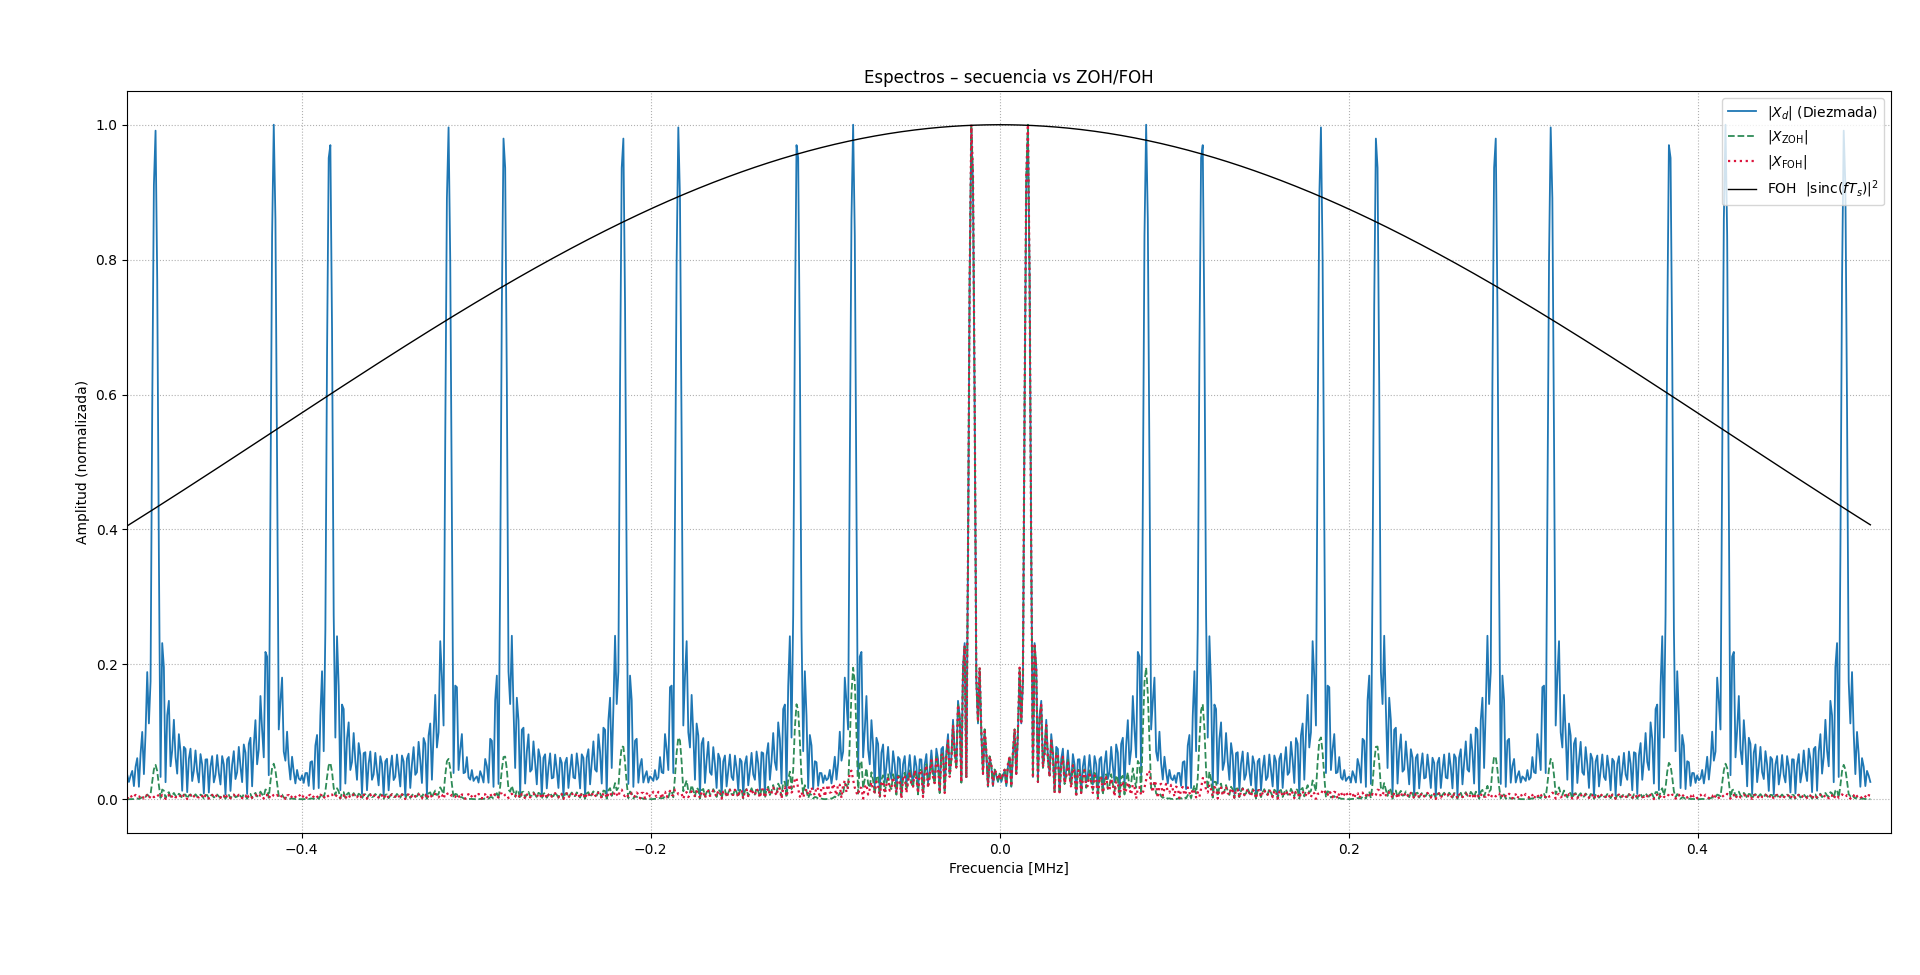 Espectros – secuencia vs ZOH/FOH
|X_d| (Diezmada)
|X_ZOH|
|X_FOH|
FOH |sinc(fT_s)|²
Amplitud (normalizada)
1.0
0.8
0.6
0.4
0.2
0.0
−0.4
−0.2
0.0
0.2
0.4
Frecuencia [MHz]